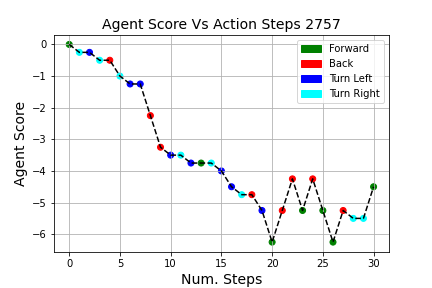 Agent Score Vs Action Steps 2757
Agent Score
0
−1
−2
−3
−4
−5
−6
Forward
Back
Turn Left
Turn Right
0 5 10 15 20 25 30
Num. Steps